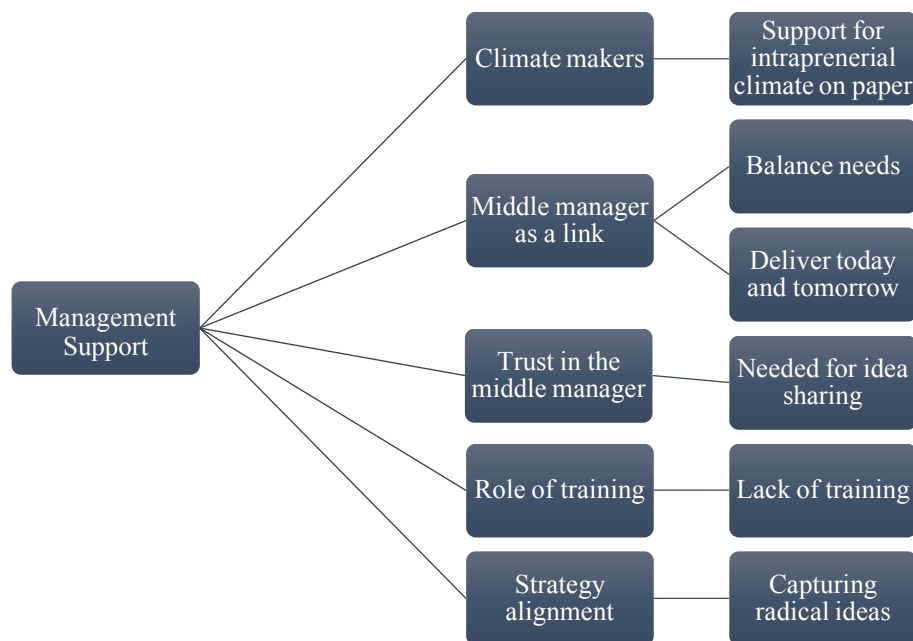 Management
Support
Climate makers
Support for
intraprenerial
climate on paper
Middle manager
as a link
Balance needs
Deliver today
and tomorrow
Trust in the
middle manager
Needed for idea
sharing
Role of training
Lack of training
Strategy
alignment
Capturing
radical ideas